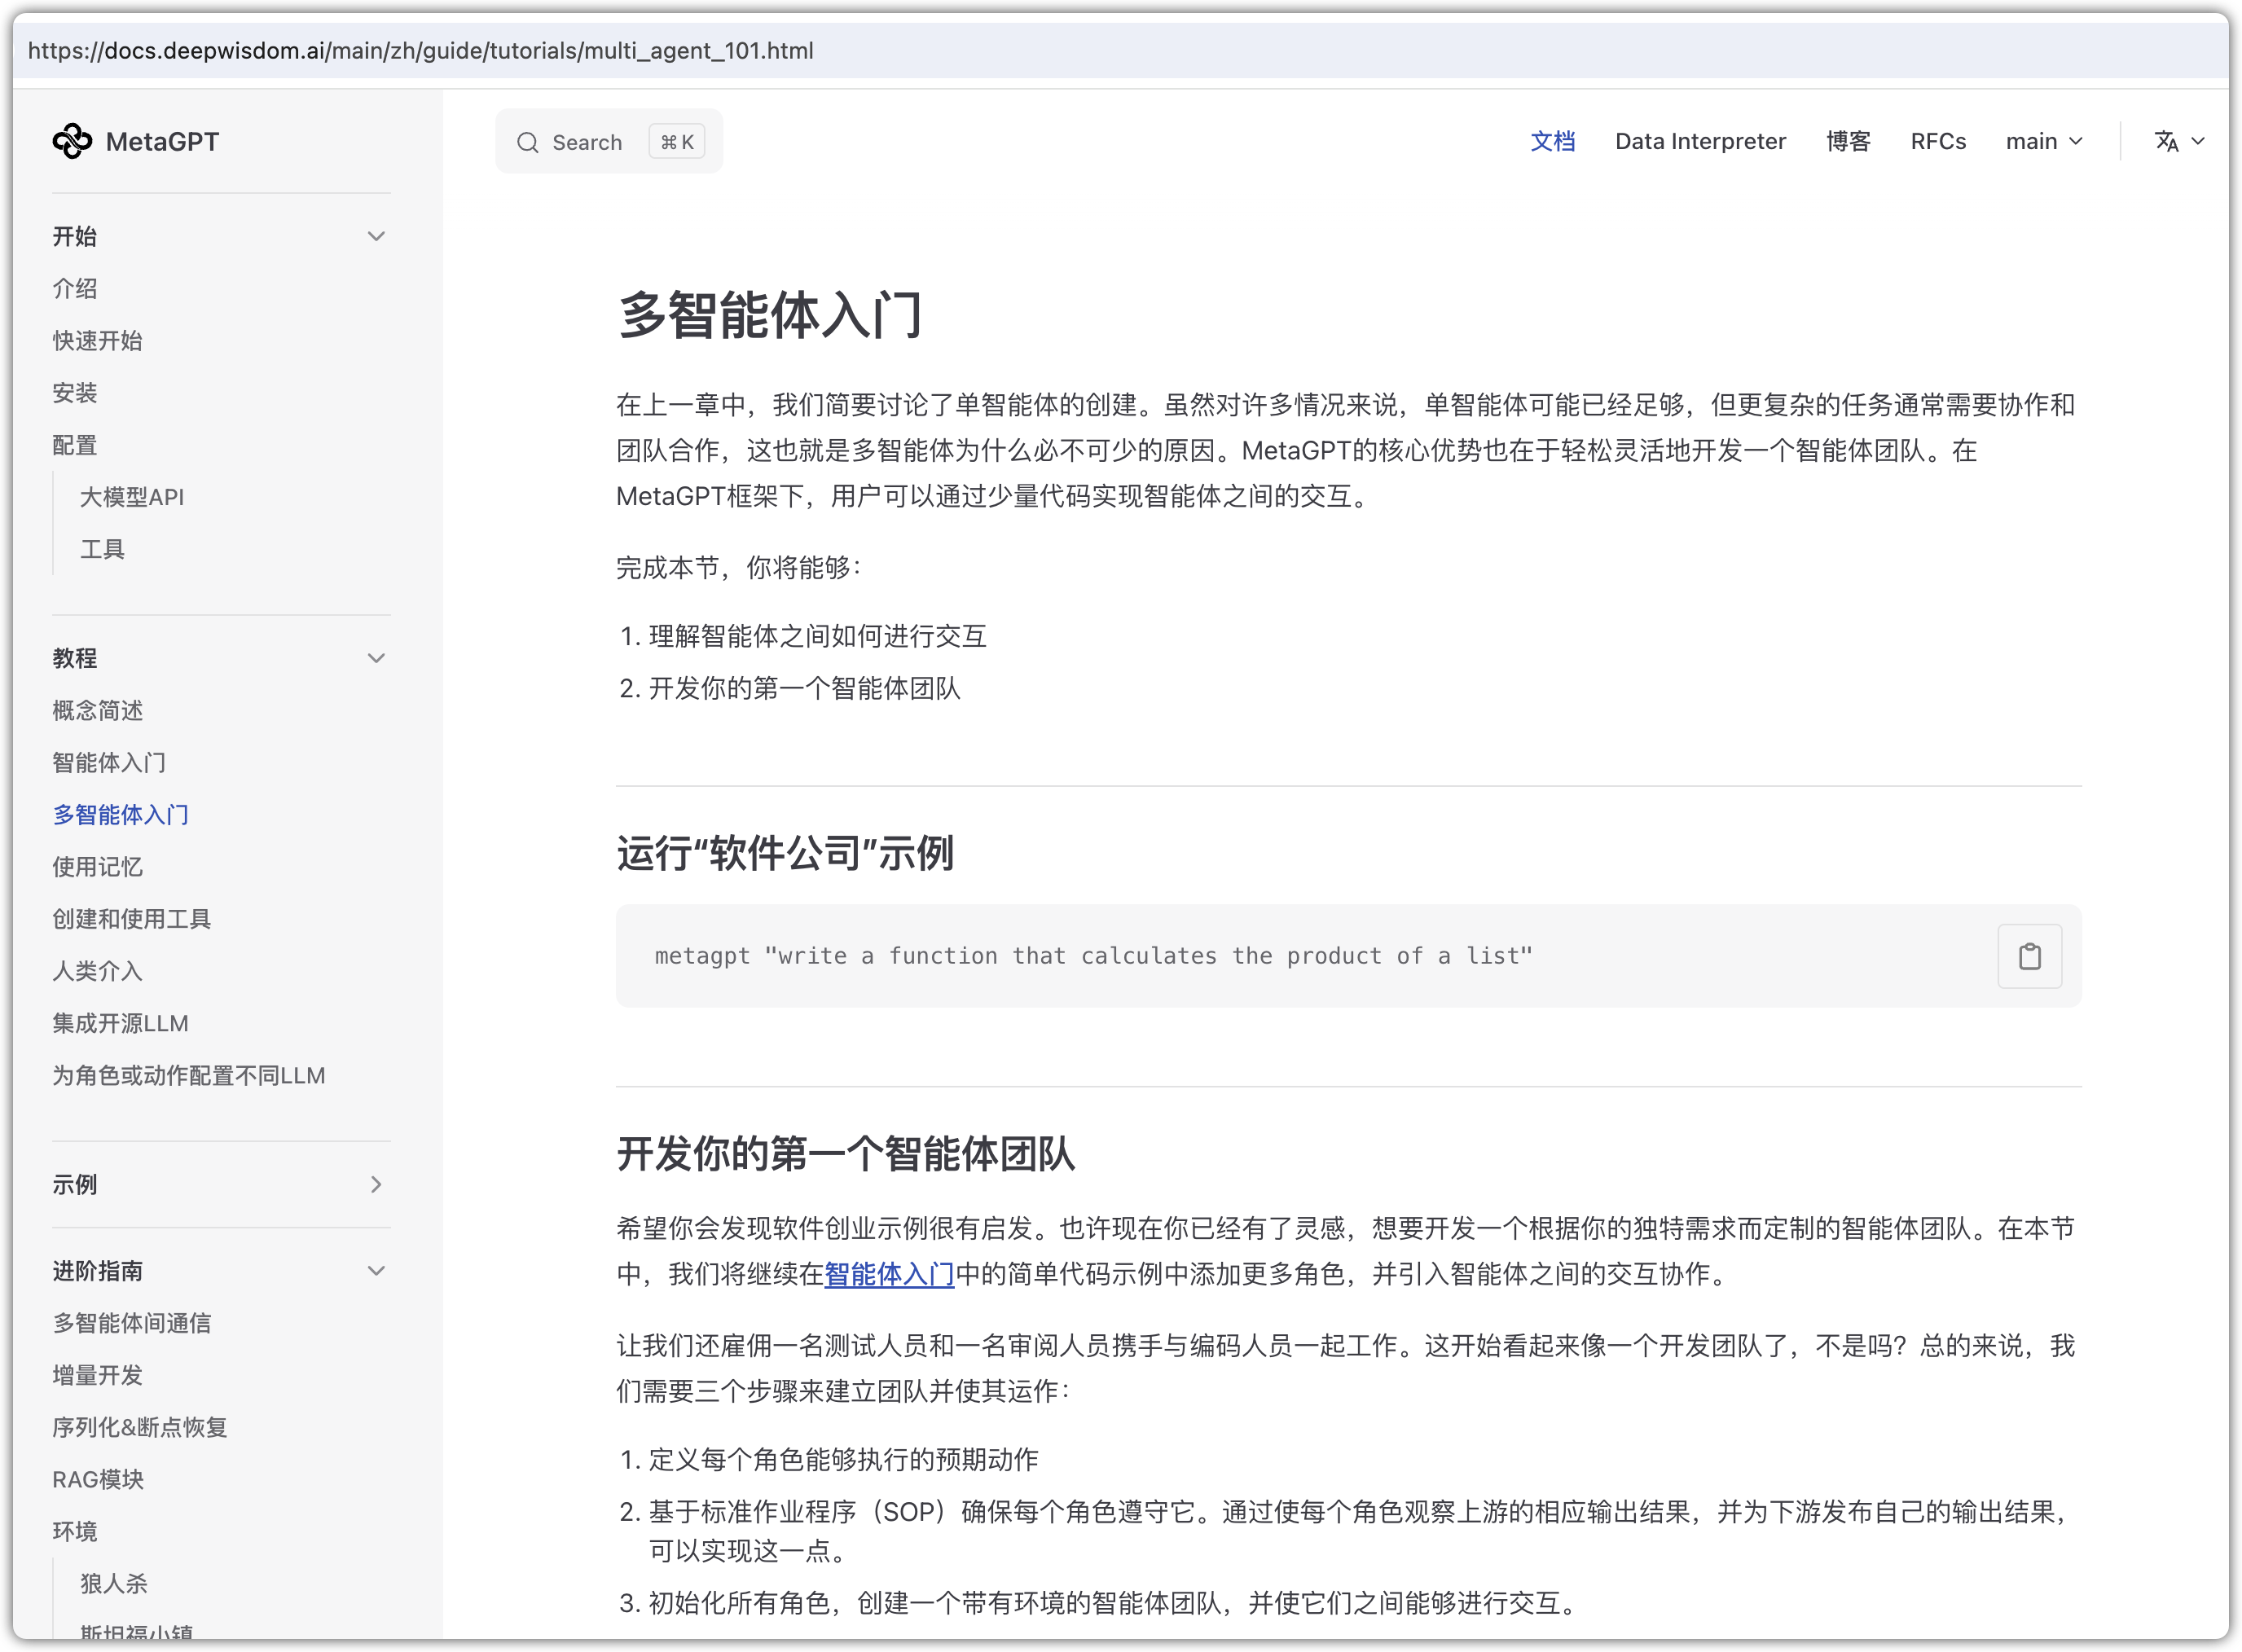 https://docs.deepwisdom.ai/main/zh/guide/tutorials/multi_agent_101.html
MetaGPT
Search ⌘ K
文档 Data Interpreter 博客 RFCs main
开始
介绍
快速开始
安装
配置
大模型API
工具
教程
概念简述
智能体入门
多智能体入门
使用记忆
创建和使用工具
人类介入
集成开源LLM
为角色或动作配置不同LLM
示例
进阶指南
多智能体间通信
增量开发
序列化&断点恢复
RAG模块
环境
狼人杀
斯坦福小镇
多智能体入门
在上一章中，我们简要讨论了单智能体的创建。虽然对许多情况来说，单智能体可能已经足够，但更复杂的任务通常需要协作和
团队合作，这也就是多智能体为什么必不可少的原因。MetaGPT的核心优势也在于轻松灵活地开发一个智能体团队。在
MetaGPT框架下，用户可以通过少量代码实现智能体之间的交互。
完成本节，你将能够：
1. 理解智能体之间如何进行交互
2. 开发你的第一个智能体团队
运行“软件公司”示例
metagpt "write a function that calculates the product of a list"
开发你的第一个智能体团队
希望你会发现软件创业示例很有启发。也许现在你已经有了灵感，想要开发一个根据你的独特需求而定制的智能体团队。在本节
中，我们将继续在智能体入门中的简单代码示例中添加更多角色，并引入智能体之间的交互协作。
让我们还雇佣一名测试人员和一名审阅人员携手与编码人员一起工作。这开始看起来像一个开发团队了，不是吗？总的来说，我
们需要三个步骤来建立团队并使其运作：
1. 定义每个角色能够执行的预期动作
2. 基于标准作业程序（SOP）确保每个角色遵守它。通过使每个角色观察上游的相应输出结果，并为下游发布自己的输出结果，
可以实现这一点。
3. 初始化所有角色，创建一个带有环境的智能体团队，并使它们之间能够进行交互。